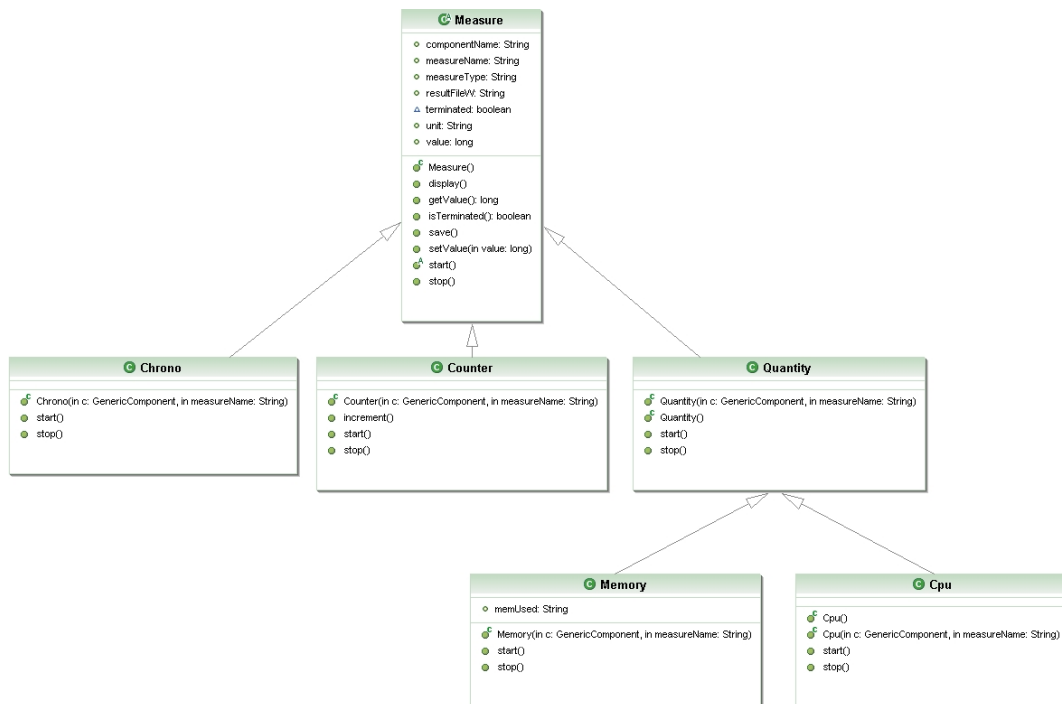 Measure
componentName: String
measureName: String
measureType: String
resultFileW: String
terminated: boolean
unit: String
value: long
Measure()
display()
getValue(): long
isTerminated(): boolean
save()
setValue(in value: long)
start()
stop()
Chrono
Chrono(in c: GenericComponent, in measureName: String)
start()
stop()
Counter
Counter(in c: GenericComponent, in measureName: String)
increment()
start()
stop()
Quantity
Quantity(in c: GenericComponent, in measureName: String)
Quantity()
start()
stop()
Memory
memUsed: String
Memory(in c: GenericComponent, in measureName: String)
start()
stop()
Cpu
Cpu()
Cpu(in c: GenericComponent, in measureName: String)
start()
stop()